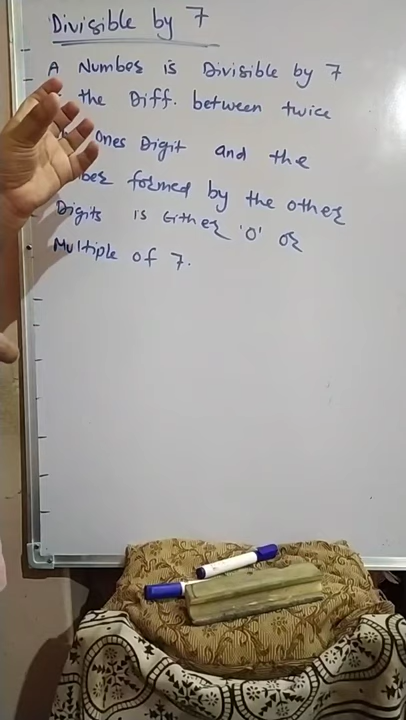 Divisible by 7
A Number is Divisible by 7
the Diff. between twice
Ones Digit and the
formed by the other
Digits is Either '0' or
Multiple of 7.